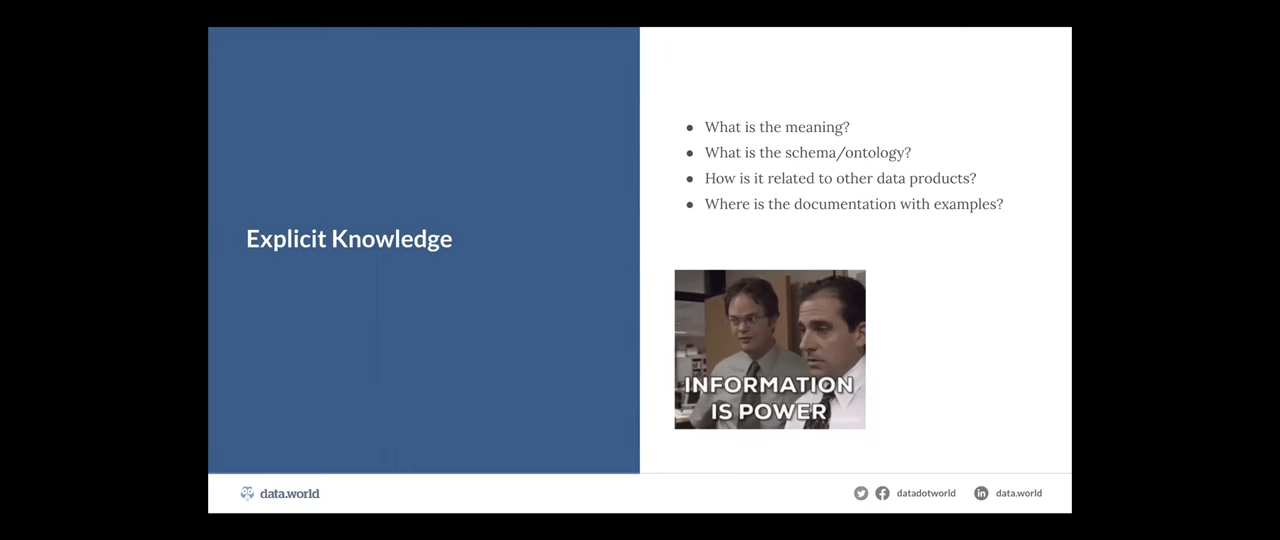 Explicit Knowledge
● What is the meaning?
● What is the schema/ontology?
● How is it related to other data products?
● Where is the documentation with examples?
INFORMATION
IS POWER
data.world
datadotworld
in data.world